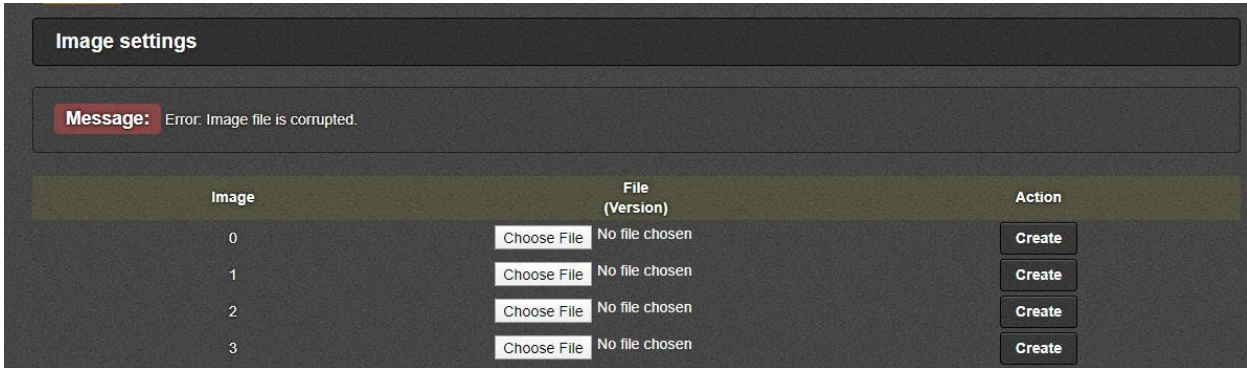 Image settings
Message: Error: Image file is corrupted.
Image File (Version) Action
0 Choose File No file chosen Create
1 Choose File No file chosen Create
2 Choose File No file chosen Create
3 Choose File No file chosen Create